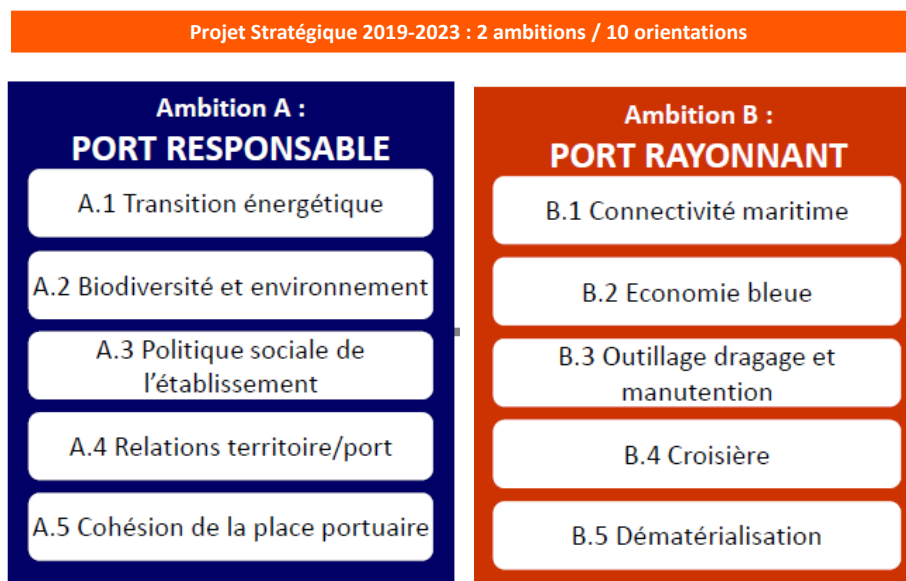 Projet Stratégique 2019-2023 : 2 ambitions / 10 orientations
Ambition A :
PORT RESPONSABLE
A.1 Transition énergétique
A.2 Biodiversité et environnement
A.3 Politique sociale de
l’établissement
A.4 Relations territoire/port
A.5 Cohésion de la place portuaire
Ambition B :
PORT RAYONNANT
B.1 Connectivité maritime
B.2 Economie bleue
B.3 Outillage dragage et
manutention
B.4 Croisière
B.5 Dématérialisation